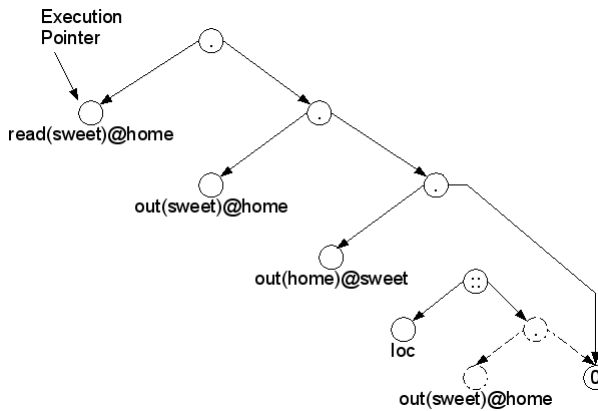 Execution
Pointer
.
read(sweet)@home
.
out(sweet)@home
.
out(home)@sweet
::
loc
.
out(sweet)@home
0